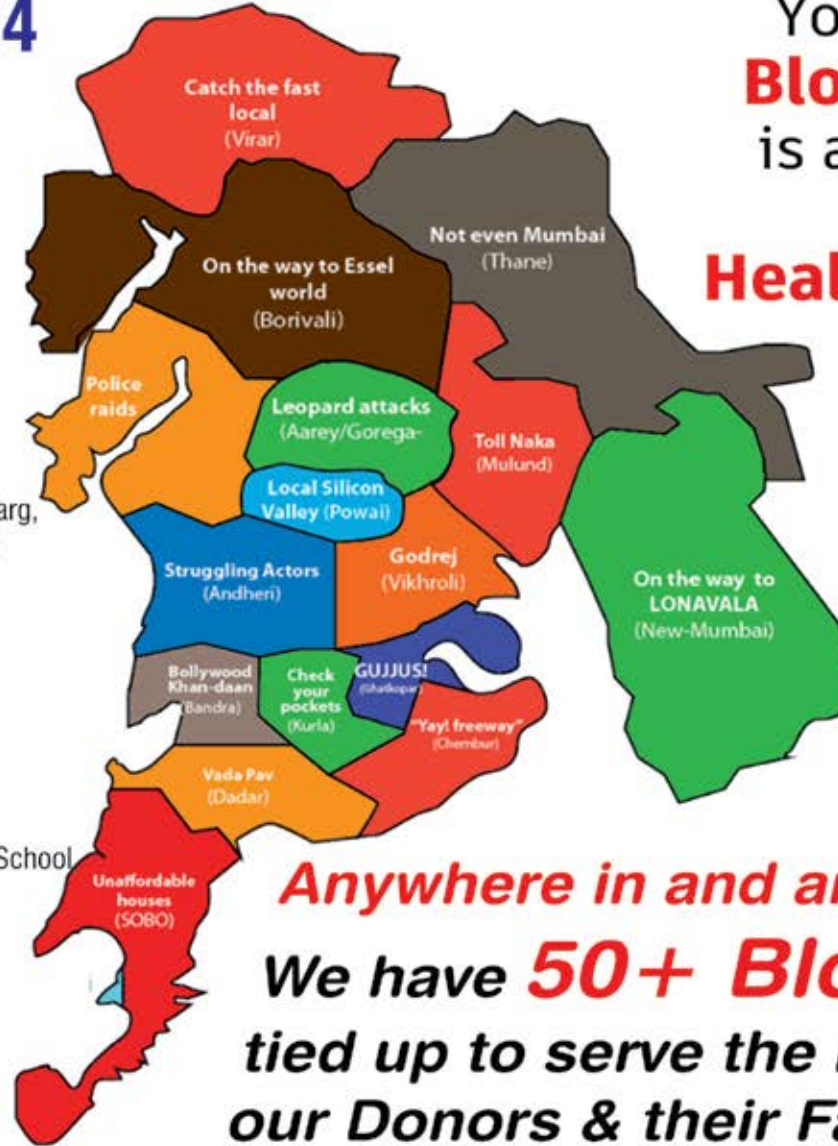 4
Catch the fast
local
(Virar)
Yo
Blo
is a
Heal
Not even Mumbai
(Thane)
On the way to Essel
world
(Borivali)
Police
raids
Leopard attacks
(Aarey/Gorega-
Toll Naka
(Mulund)
Local Silicon
Valley (Powai)
arg,
Struggling Actors
(Andheri)
Godrej
(Vikhroli)
On the way to
LONAVALA
(New-Mumbai)
Bollywood
Khan-daan
(Bandra)
Check
your
pockets
(Kurla)
GUJJUS!
(Ghatkopar)
"Yay! freeway"
(Chembur)
Vada Pav
(Dadar)
School
Unaffordable
houses
(SOBO)
Anywhere in and ar
We have 50+ Blo
tied up to serve the
our Donors & their Fa